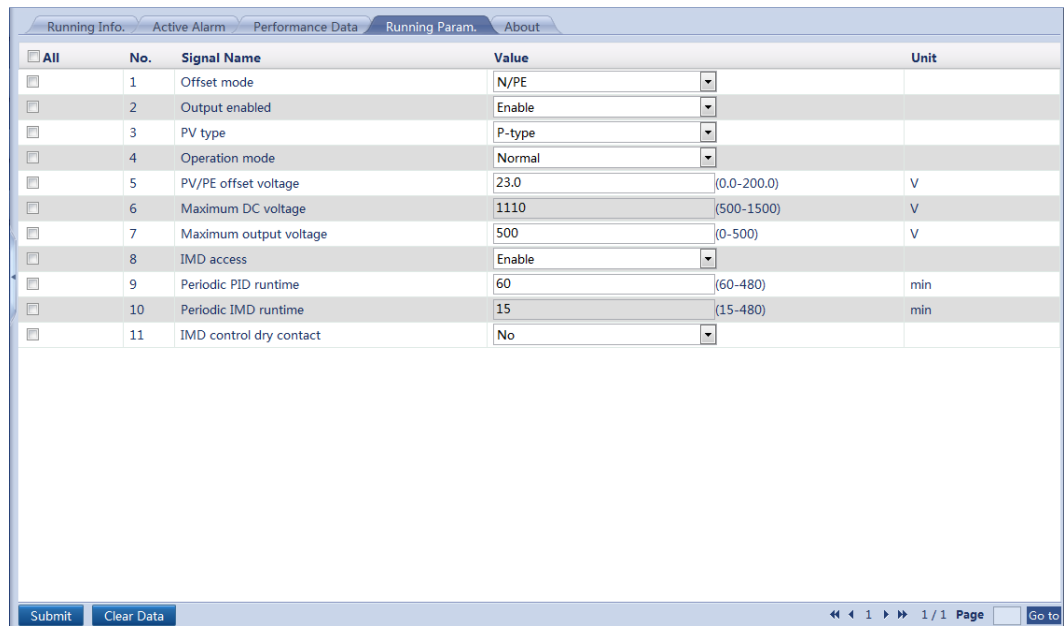 Running Info. Active Alarm Performance Data Running Param. About
All No. Signal Name Value Unit
1 Offset mode N/PE
2 Output enabled Enable
3 PV type P-type
4 Operation mode Normal
5 PV/PE offset voltage 23.0 (0.0-200.0) V
6 Maximum DC voltage 1110 (500-1500) V
7 Maximum output voltage 500 (0-500) V
8 IMD access Enable
9 Periodic PID runtime 60 (60-480) min
10 Periodic IMD runtime 15 (15-480) min
11 IMD control dry contact No
Submit Clear Data 1 1/1 Page Go to